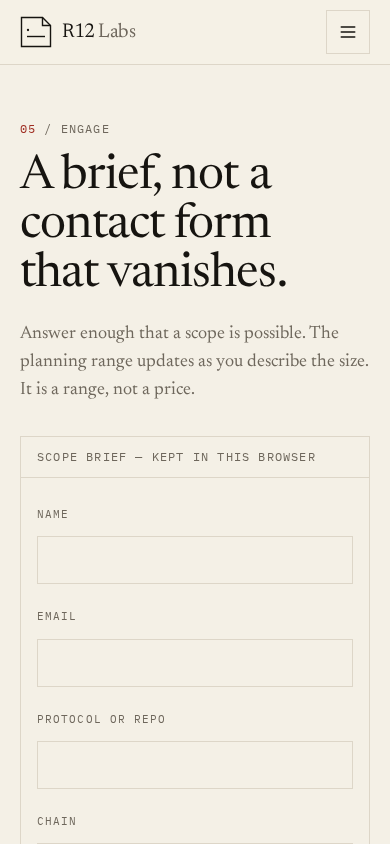 R12 Labs
05 / ENGAGE
A brief, not a
contact form
that vanishes.
Answer enough that a scope is possible. The
planning range updates as you describe the size.
It is a range, not a price.
SCOPE BRIEF — KEPT IN THIS BROWSER
NAME
EMAIL
PROTOCOL OR REPO
CHAIN